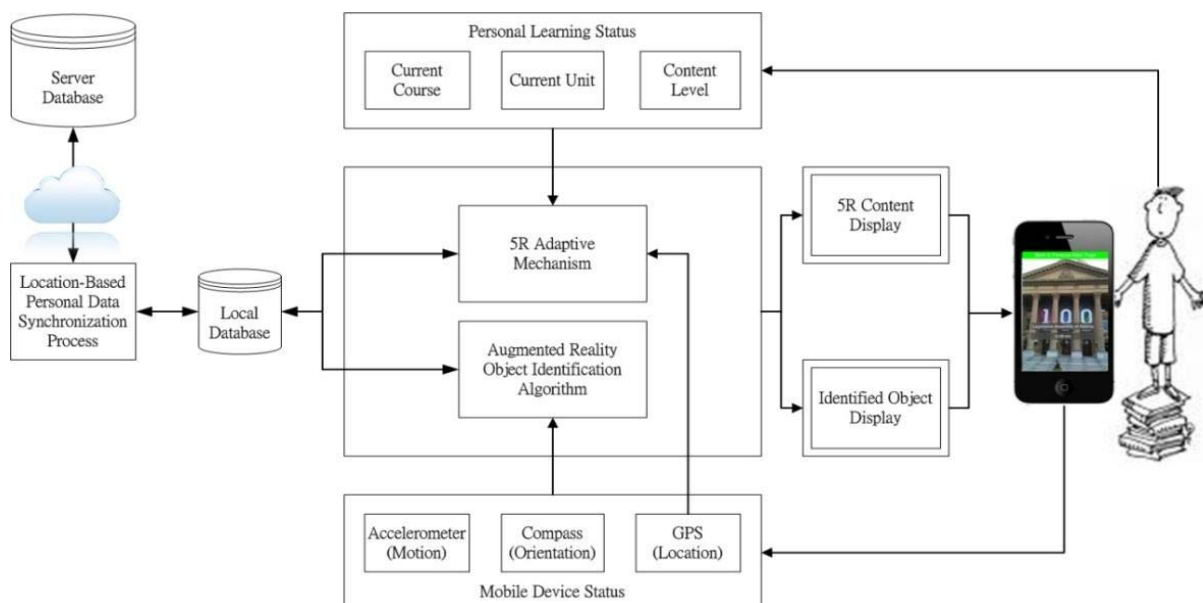 Server
Database
Location-Based
Personal Data
Synchronization
Process
Local
Database
Personal Learning Status
Current
Course
Current Unit
Content
Level
5R Adaptive
Mechanism
Augmented Reality
Object Identification
Algorithm
Accelerometer
(Motion)
Compass
(Orientation)
GPS
(Location)
Mobile Device Status
5R Content
Display
Identified Object
Display
100